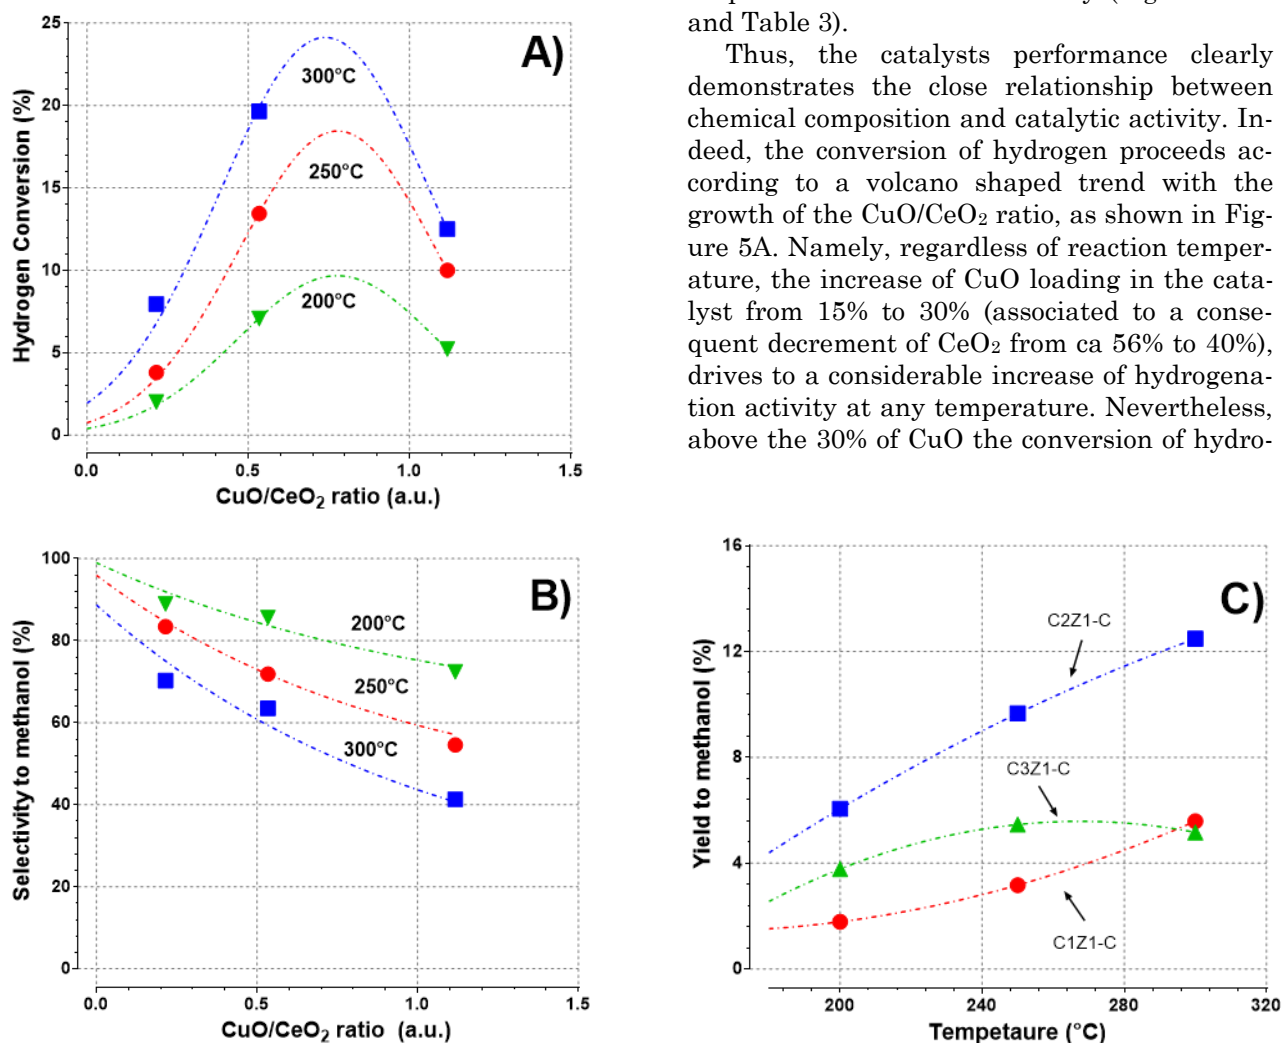 and Table 3).
Thus, the catalysts performance clearly
demonstrates the close relationship between
chemical composition and catalytic activity. In-
deed, the conversion of hydrogen proceeds ac-
cording to a volcano shaped trend with the
growth of the CuO/CeO₂ ratio, as shown in Fig-
ure 5A. Namely, regardless of reaction temper-
ature, the increase of CuO loading in the cata-
lyst from 15% to 30% (associated to a conse-
quent decrement of CeO₂ from ca 56% to 40%),
drives to a considerable increase of hydrogena-
tion activity at any temperature. Nevertheless,
above the 30% of CuO the conversion of hydro-
A)
Hydrogen Conversion (%)
25
20
15
10
5
0
300°C
250°C
200°C
0.0 0.5 1.0 1.5
CuO/CeO₂ ratio (a.u.)
B)
Selectivity to methanol (%)
100
80
60
40
20
0
200°C
250°C
300°C
0.0 0.5 1.0 1.5
CuO/CeO₂ ratio (a.u.)
C)
Yield to methanol (%)
16
12
8
4
0
C2Z1-C
C3Z1-C
C1Z1-C
200 240 280 320
Tempetaure (°C)